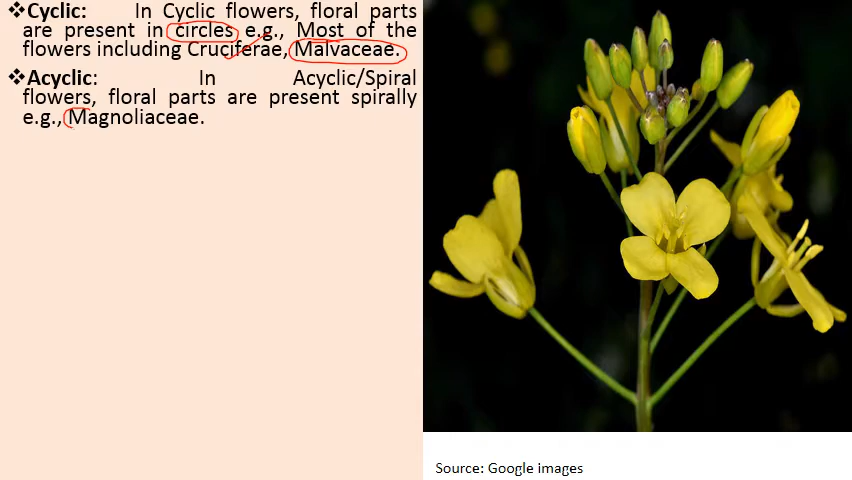 ❖Cyclic: In Cyclic flowers, floral parts
are present in circles e.g., Most of the
flowers including Cruciferae, Malvaceae.
❖Acyclic: In Acyclic/Spiral
flowers, floral parts are present spirally
e.g., Magnoliaceae.
Source: Google images